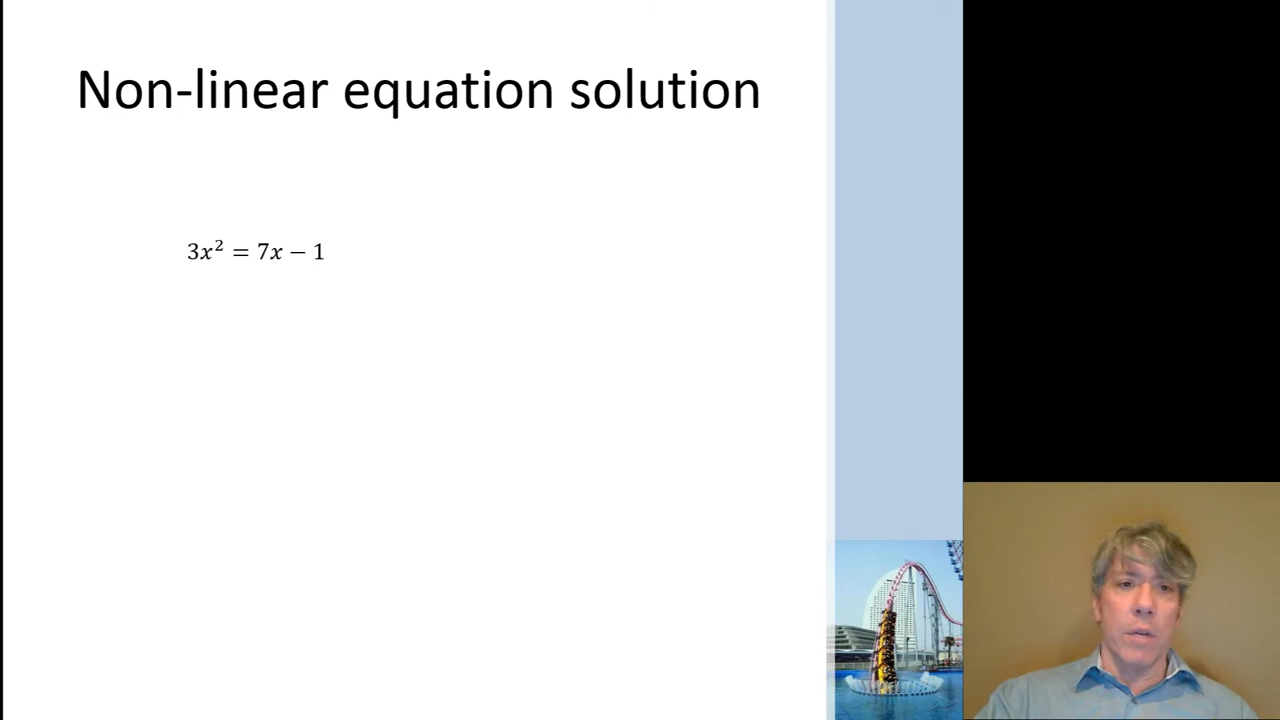 Non-linear equation solution
3x² = 7x − 1